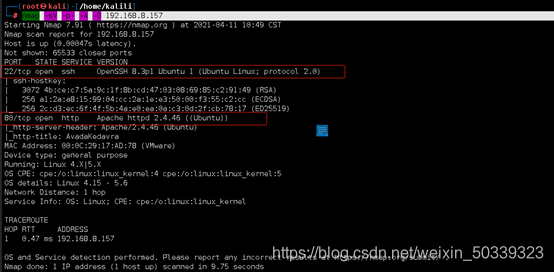 (root💀kali)-[/home/kalili]
# 192.8.157
Starting Nmap 7.91 ( https://nmap.org ) at 2021-04-11 10:49 CST
Nmap scan report for 192.168.8.157
Host is up (0.00047s latency).
Not shown: 65533 closed ports
PORT STATE SERVICE VERSION
22/tcp open ssh OpenSSH 8.3p1 Ubuntu 1 (Ubuntu Linux; protocol 2.0)
| ssh-hostkey:
| 3072 4b:ce:c7:5a:9c:1f:8b:cd:47:03:08:69:85:c2:91:49 (RSA)
| 256 a1:2a:a8:15:99:04:cc:2a:1e:e3:50:00:f3:55:f2:cc (ECDSA)
| 256 2c:d3:ec:6f:4f:5b:4a:e0:ea:0a:c3:0d:2f:cb:78:17 (ED25519)
80/tcp open http Apache httpd 2.4.46 ((Ubuntu))
|_http-server-header: Apache/2.4.46 (Ubuntu)
|_http-title: AvadaKedavra
MAC Address: 00:0C:29:17:AD:7B (VMware)
Device type: general purpose
Running: Linux 4.X|5.X
OS CPE: cpe:/o:linux:linux_kernel:4 cpe:/o:linux:linux_kernel:5
OS details: Linux 4.15 - 5.6
Network Distance: 1 hop
Service Info: OS: Linux; CPE: cpe:/o:linux:linux_kernel
TRACEROUTE
HOP RTT ADDRESS
1 0.47 ms 192.168.8.157
OS and Service detection performed. Please report any incorrect results at
Nmap done: 1 IP address (1 host up) scanned in 9.75 seconds
https://blog.csdn.net/weixin_50339323